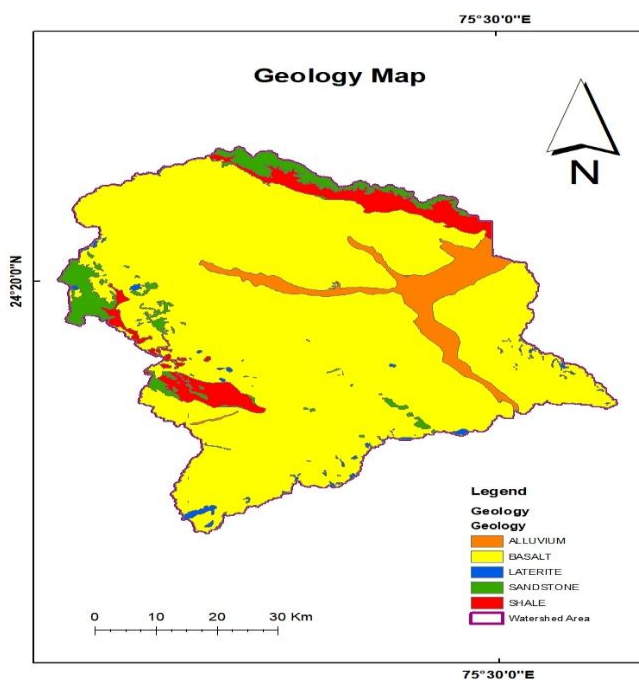 75°30'0"E
Geology Map
N
24°20'0"N
Legend
Geology
Geology
ALLUVIUM
BASALT
LATERITE
SANDSTONE
SHALE
Watershed Area
0 10 20 30 Km
75°30'0"E